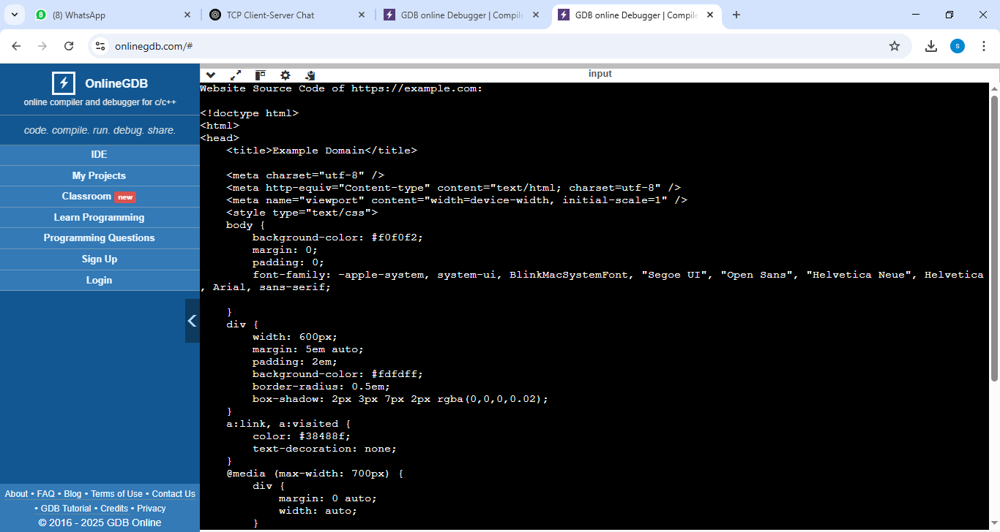 (8) WhatsApp
TCP Client-Server Chat
GDB online Debugger | Compile
GDB online Debugger | Compile
onlinegdb.com/#
S
OnlineGDB
online compiler and debugger for c/c++
code. compile. run. debug. share.
IDE
My Projects
Classroom new
Learn Programming
Programming Questions
Sign Up
Login
About • FAQ • Blog • Terms of Use • Contact Us
• GDB Tutorial • Credits • Privacy
© 2016 - 2025 GDB Online
input
Website Source Code of https://example.com:
<!doctype html>
<html>
<head>
    <title>Example Domain</title>
    <meta charset="utf-8" />
    <meta http-equiv="Content-type" content="text/html; charset=utf-8" />
    <meta name="viewport" content="width=device-width, initial-scale=1" />
    <style type="text/css">
    body {
        background-color: #f0f0f2;
        margin: 0;
        padding: 0;
        font-family: -apple-system, system-ui, BlinkMacSystemFont, "Segoe UI", "Open Sans", "Helvetica Neue", Helvetica
, Arial, sans-serif;
    }
    div {
        width: 600px;
        margin: 5em auto;
        padding: 2em;
        background-color: #fdfdff;
        border-radius: 0.5em;
        box-shadow: 2px 3px 7px 2px rgba(0,0,0,0.02);
    }
    a:link, a:visited {
        color: #38488f;
        text-decoration: none;
    }
    @media (max-width: 700px) {
        div {
            margin: 0 auto;
            width: auto;
        }